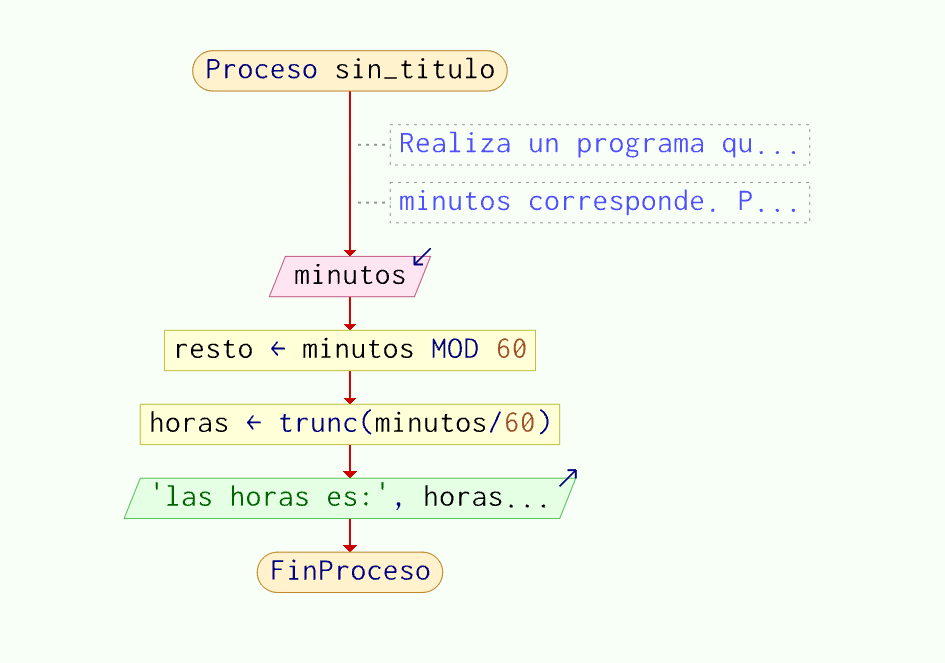 Proceso sin_titulo
Realiza un programa qu...
minutos corresponde. P...
minutos
resto ← minutos MOD 60
horas ← trunc(minutos/60)
'las horas es:', horas...
FinProceso